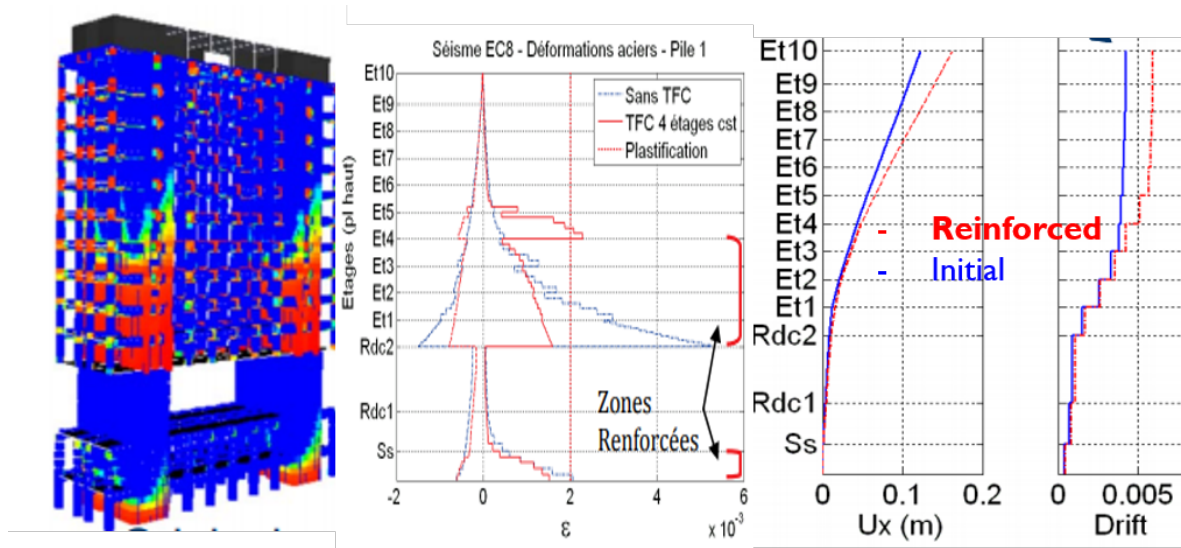 Séisme EC8 - Déformations aciers - Pile 1
Etages (pl haut)
Et10
Et9
Et8
Et7
Et6
Et5
Et4
Et3
Et2
Et1
Rdc2
Rdc1
Ss
Sans TFC
TFC 4 étages cst
Plastification
Zones
Renforcées
-2
0
2
4
6
x 10⁻³
ε
Et10
Et9
Et8
Et7
Et6
Et5
Et4
Et3
Et2
Et1
Rdc2
Rdc1
Ss
- Reinforced
- Initial
0
0.1
0.2
Ux (m)
0
0.005
Drift